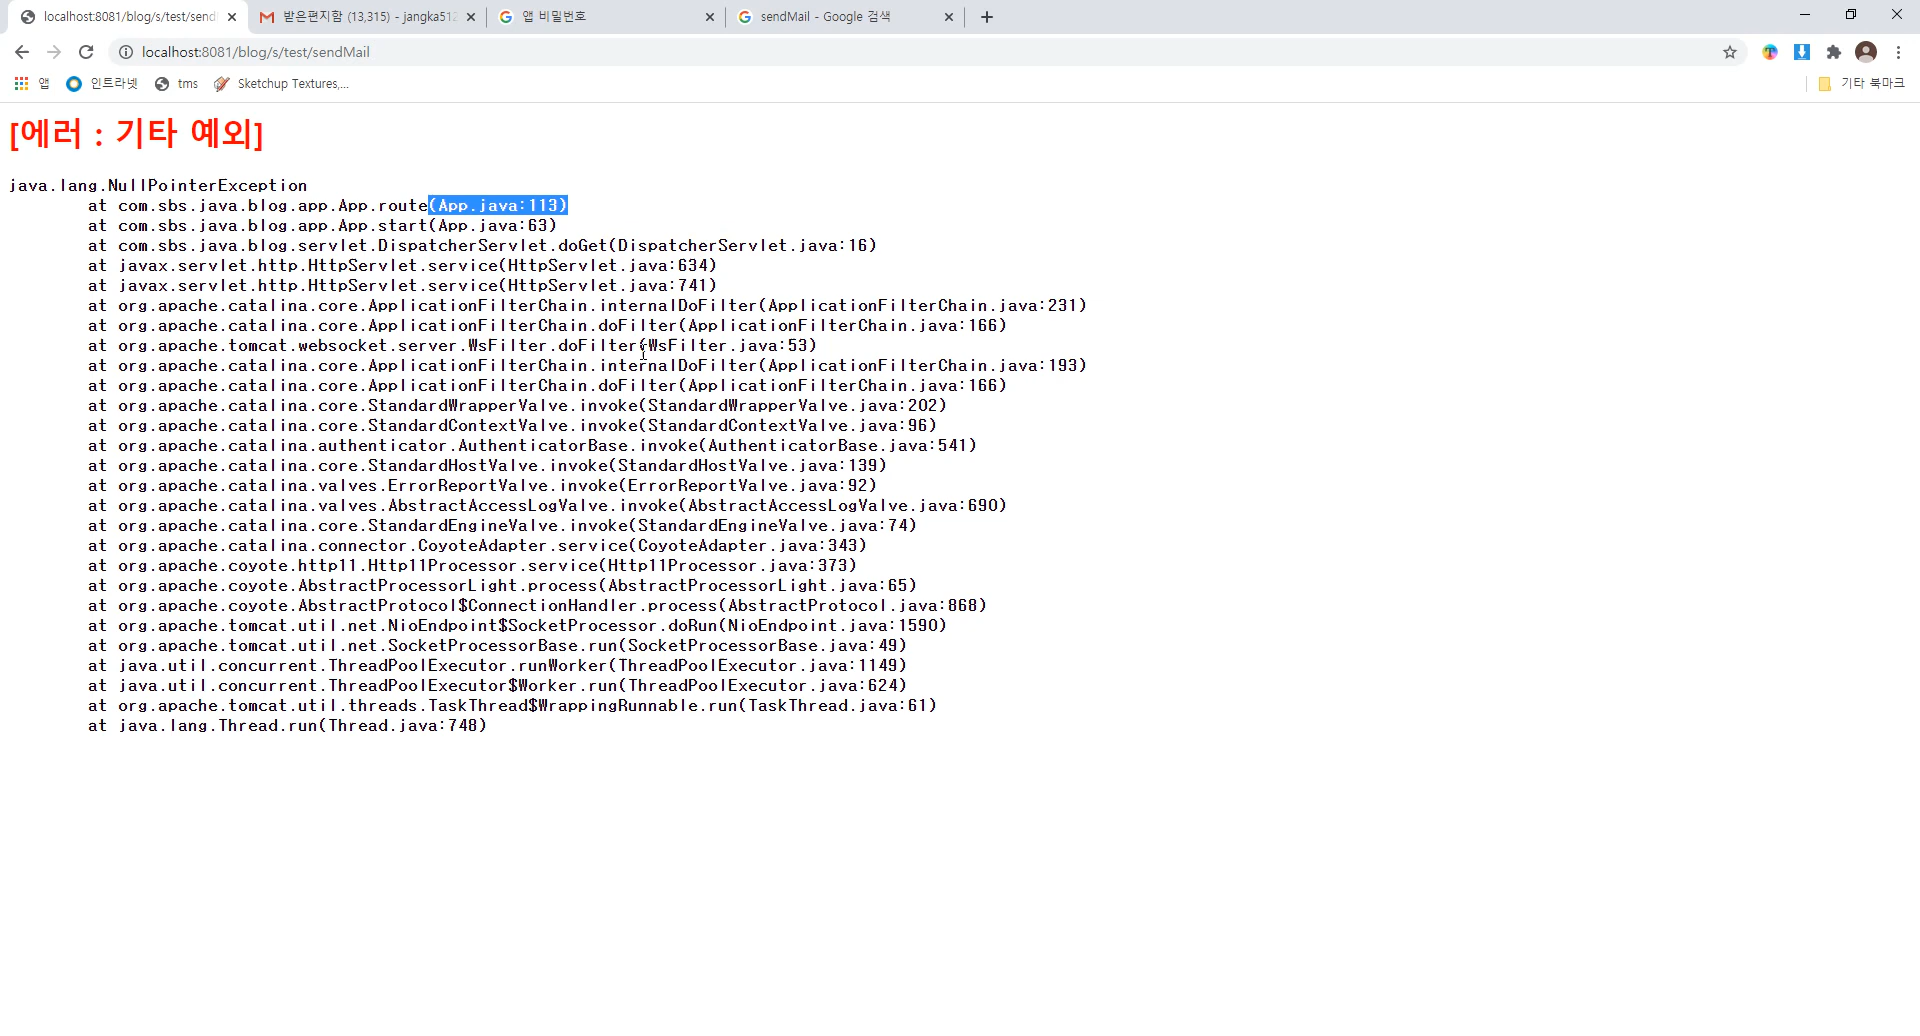 localhost:8081/blog/s/test/send
받은편지함 (13,315) - jangka512
앱 비밀번호
sendMail - Google 검색
localhost:8081/blog/s/test/sendMail
앱
인트라넷
tms
Sketchup Textures,...
기타 북마크
[에러 : 기타 예외]
java.lang.NullPointerException
at com.sbs.java.blog.app.App.route(App.java:113)
at com.sbs.java.blog.app.App.start(App.java:63)
at com.sbs.java.blog.servlet.DispatcherServlet.doGet(DispatcherServlet.java:16)
at javax.servlet.http.HttpServlet.service(HttpServlet.java:634)
at javax.servlet.http.HttpServlet.service(HttpServlet.java:741)
at org.apache.catalina.core.ApplicationFilterChain.internalDoFilter(ApplicationFilterChain.java:231)
at org.apache.catalina.core.ApplicationFilterChain.doFilter(ApplicationFilterChain.java:166)
at org.apache.tomcat.websocket.server.WsFilter.doFilter(WsFilter.java:53)
at org.apache.catalina.core.ApplicationFilterChain.internalDoFilter(ApplicationFilterChain.java:193)
at org.apache.catalina.core.ApplicationFilterChain.doFilter(ApplicationFilterChain.java:166)
at org.apache.catalina.core.StandardWrapperValve.invoke(StandardWrapperValve.java:202)
at org.apache.catalina.core.StandardContextValve.invoke(StandardContextValve.java:96)
at org.apache.catalina.authenticator.AuthenticatorBase.invoke(AuthenticatorBase.java:541)
at org.apache.catalina.core.StandardHostValve.invoke(StandardHostValve.java:139)
at org.apache.catalina.valves.ErrorReportValve.invoke(ErrorReportValve.java:92)
at org.apache.catalina.valves.AbstractAccessLogValve.invoke(AbstractAccessLogValve.java:690)
at org.apache.catalina.core.StandardEngineValve.invoke(StandardEngineValve.java:74)
at org.apache.catalina.connector.CoyoteAdapter.service(CoyoteAdapter.java:343)
at org.apache.coyote.http11.Http11Processor.service(Http11Processor.java:373)
at org.apache.coyote.AbstractProcessorLight.process(AbstractProcessorLight.java:65)
at org.apache.coyote.AbstractProtocol$ConnectionHandler.process(AbstractProtocol.java:868)
at org.apache.tomcat.util.net.NioEndpoint$SocketProcessor.doRun(NioEndpoint.java:1590)
at org.apache.tomcat.util.net.SocketProcessorBase.run(SocketProcessorBase.java:49)
at java.util.concurrent.ThreadPoolExecutor.runWorker(ThreadPoolExecutor.java:1149)
at java.util.concurrent.ThreadPoolExecutor$Worker.run(ThreadPoolExecutor.java:624)
at org.apache.tomcat.util.threads.TaskThread$WrappingRunnable.run(TaskThread.java:61)
at java.lang.Thread.run(Thread.java:748)